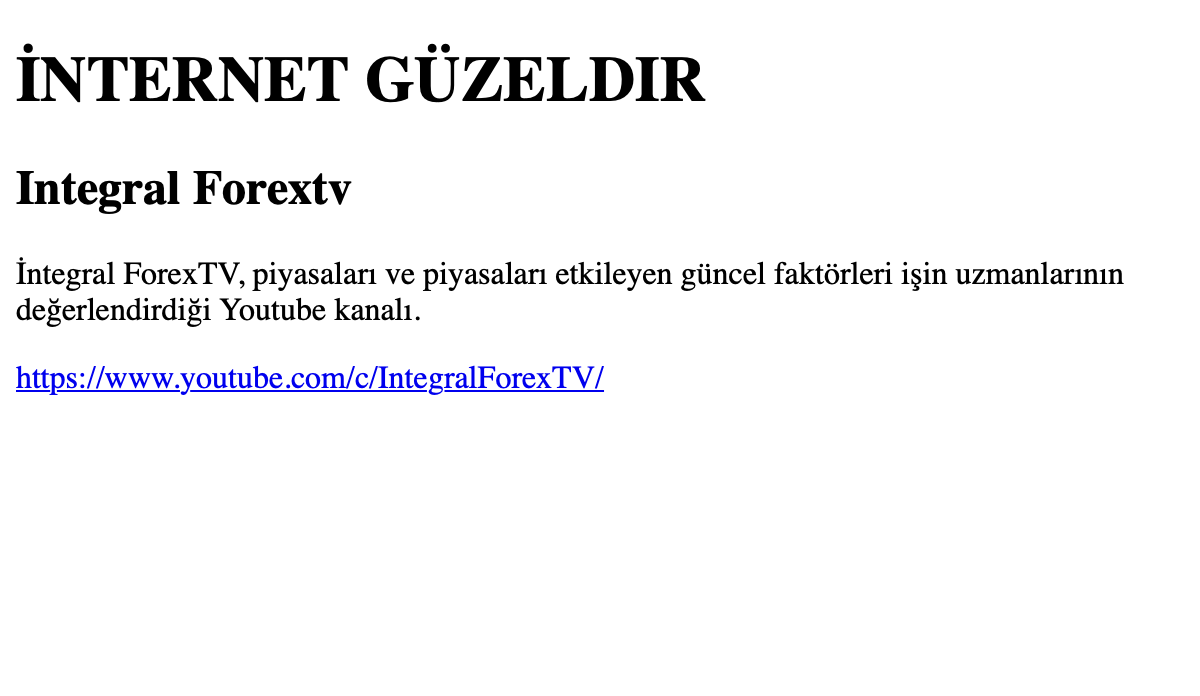 İNTERNET GÜZELDIR
Integral Forextv
İntegral ForexTV, piyasaları ve piyasaları etkileyen güncel faktörleri işin uzmanlarının
değerlendirdiği Youtube kanalı.
https://www.youtube.com/c/IntegralForexTV/